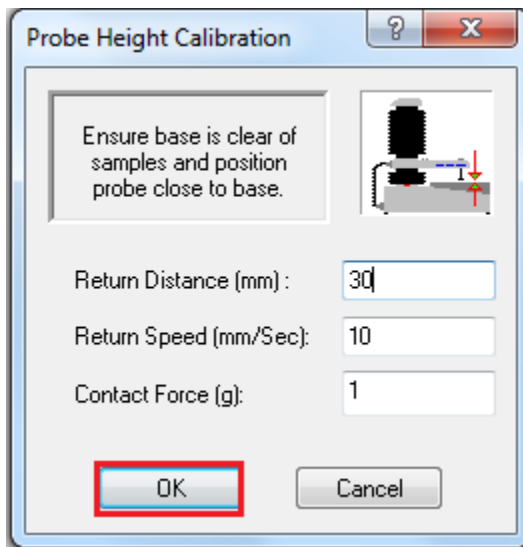 Probe Height Calibration
?
Ensure base is clear of
samples and position
probe close to base.
Return Distance (mm) :
30
Return Speed (mm/Sec):
10
Contact Force (g):
1
OK
Cancel